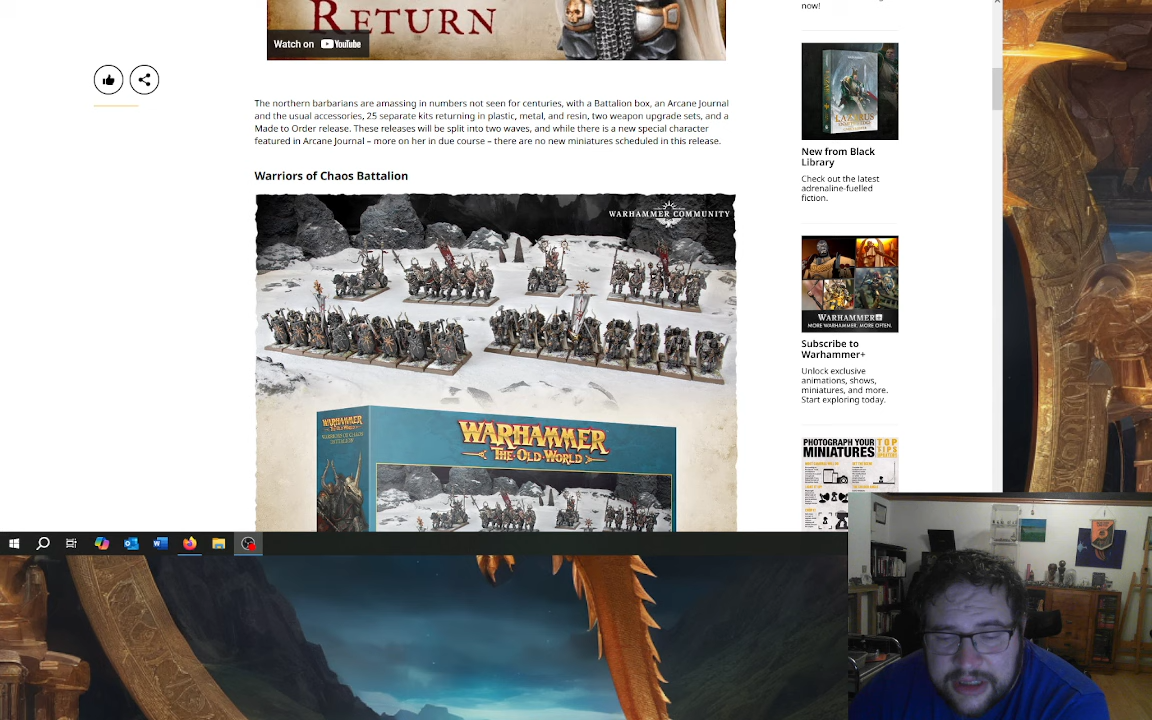 RETURN
Watch on YouTube
The northern barbarians are amassing in numbers not seen for centuries, with a Battalion box, an Arcane Journal
and the usual accessories, 25 separate kits returning in plastic, metal, and resin, two weapon upgrade sets, and a
Made to Order release. These releases will be split into two waves, and while there is a new special character
featured in Arcane Journal – more on her in due course – there are no new miniatures scheduled in this release.
Warriors of Chaos Battalion
WARHAMMER COMMUNITY
WARHAMMER
WARRIORS OF CHAOS
BATTALION
WARHAMMER
THE OLD WORLD
now!
LAZARUS
New from Black
Library
Check out the latest
adrenaline-fuelled
fiction.
WARHAMMER+
MORE WARHAMMER. MORE OFTEN.
Subscribe to
Warhammer+
Unlock exclusive
animations, shows,
miniatures, and more.
Start exploring today.
PHOTOGRAPH YOUR
MINIATURES
TOP
TIPS